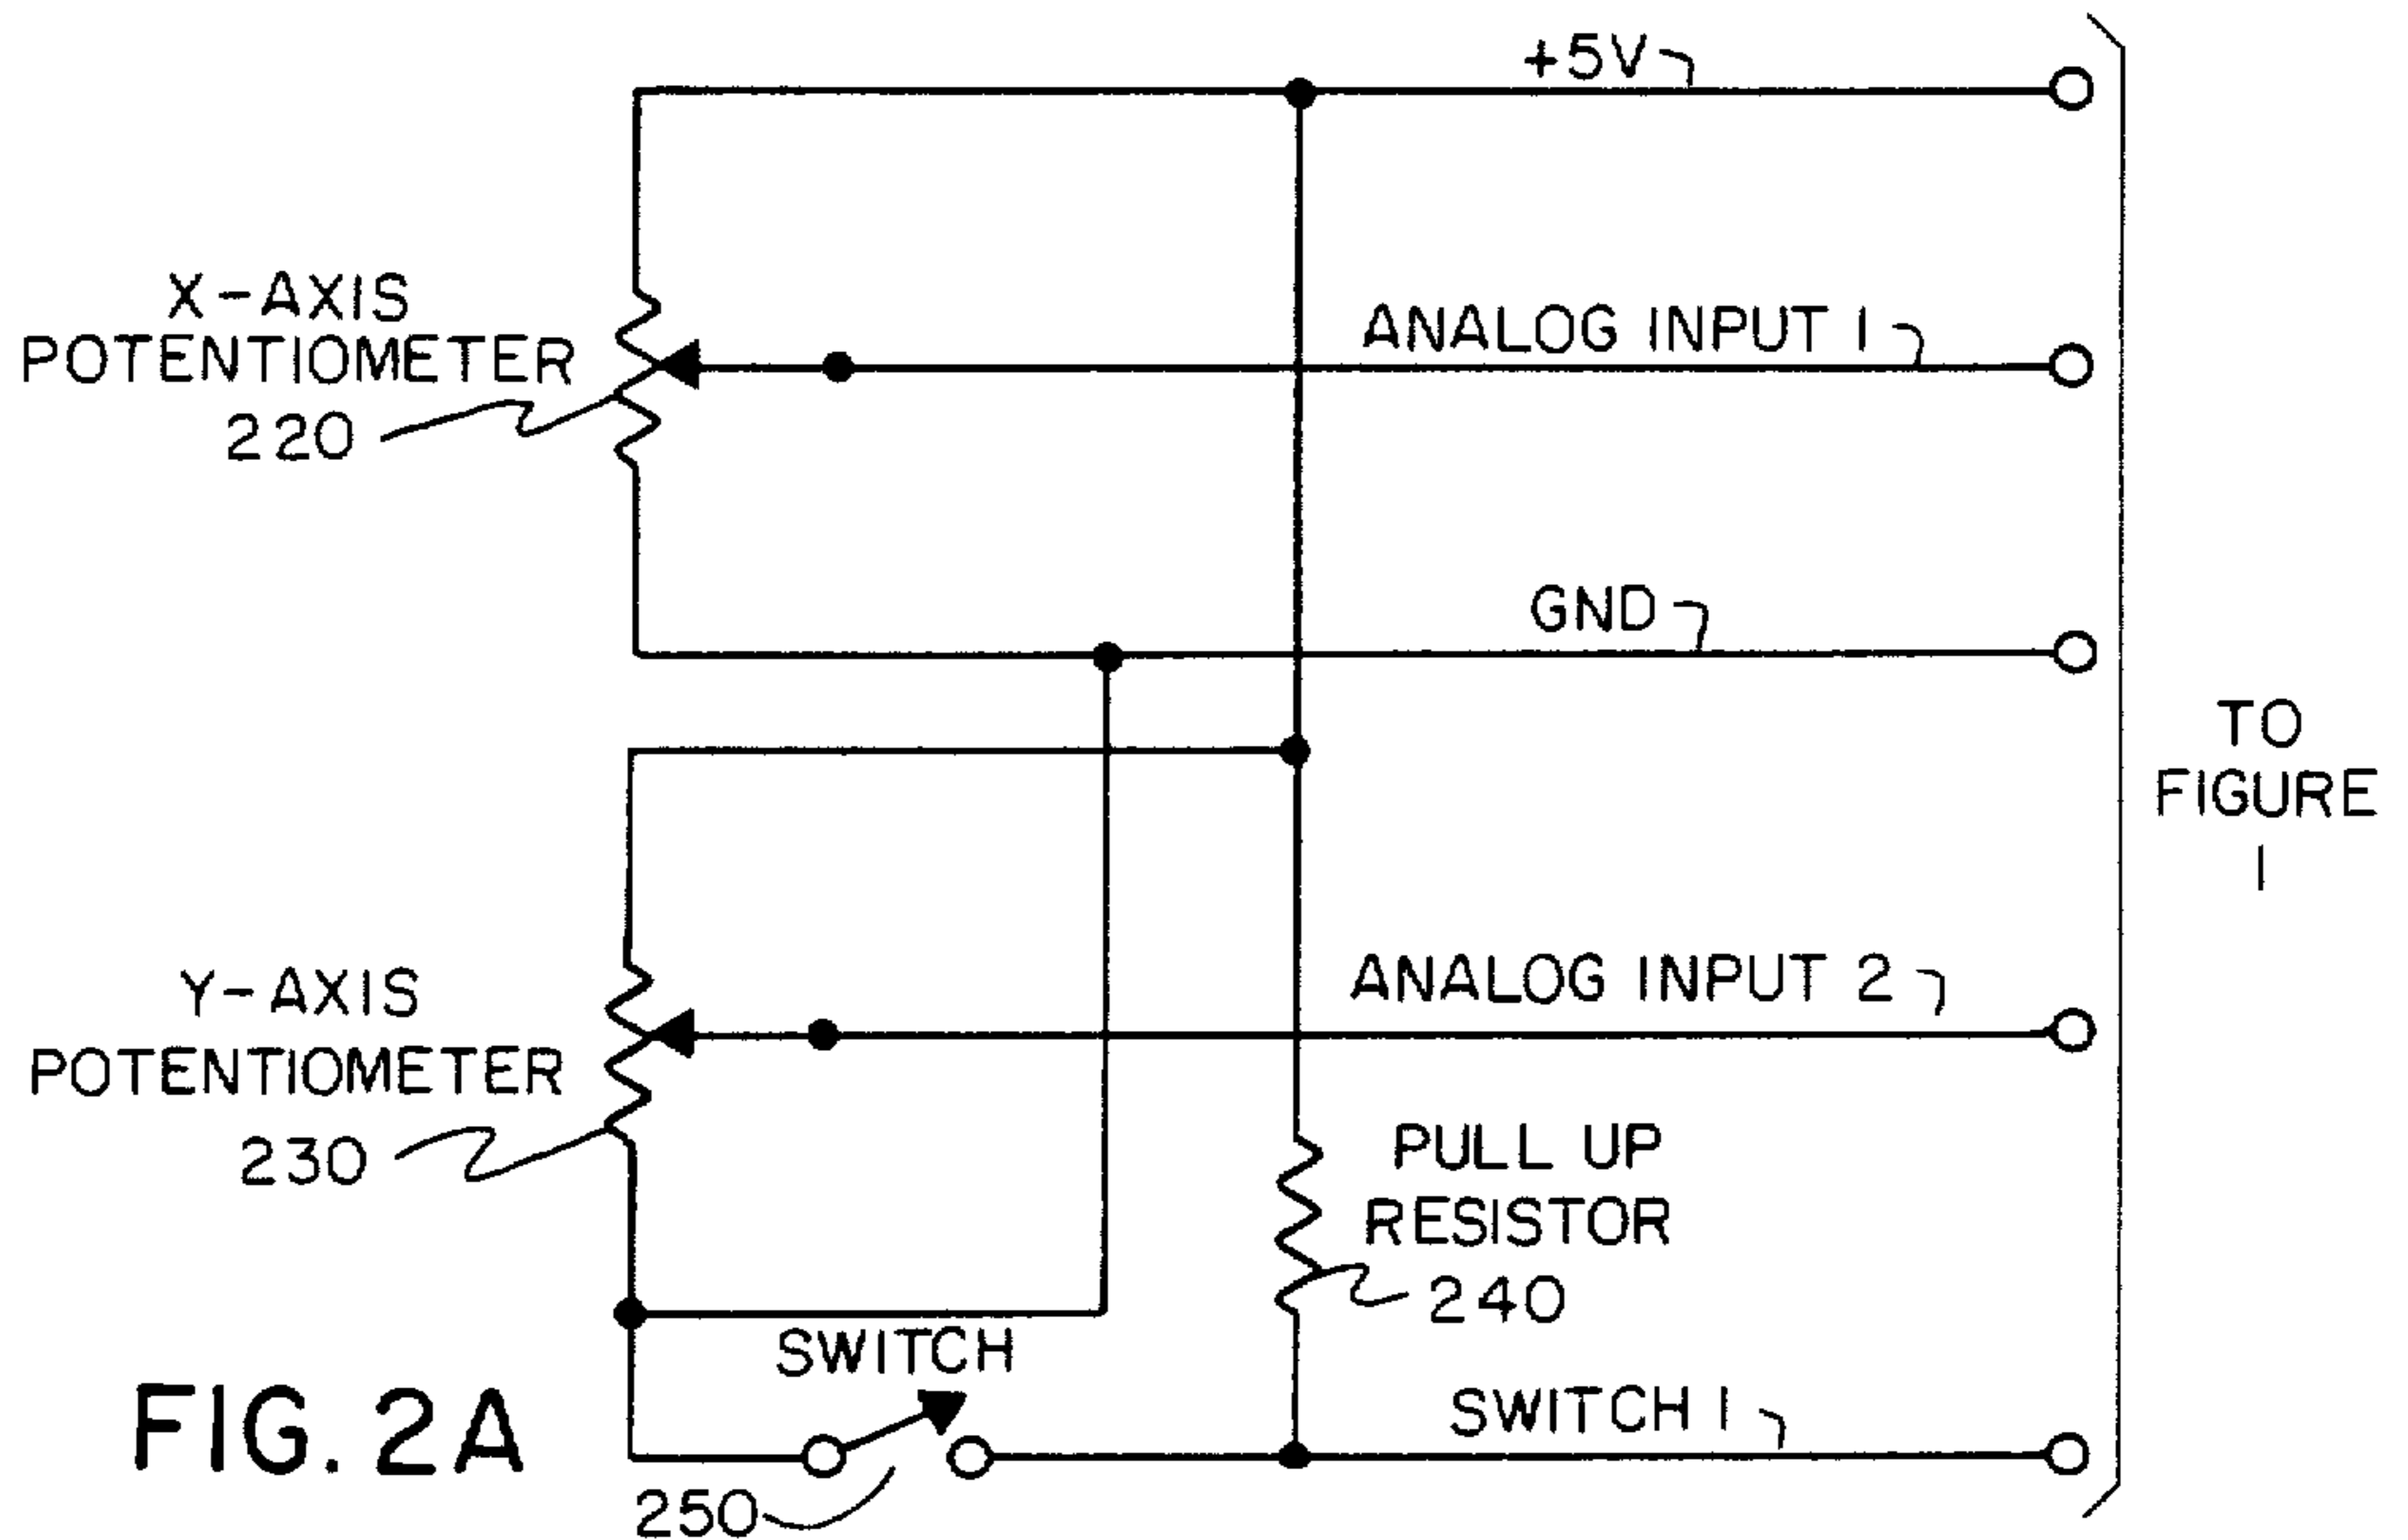 +5V
X-AXIS
POTENTIOMETER
220
ANALOG INPUT 1
GND
TO
FIGURE
1
Y-AXIS
POTENTIOMETER
230
ANALOG INPUT 2
PULL UP
RESISTOR
240
SWITCH
250
SWITCH 1
FIG. 2A